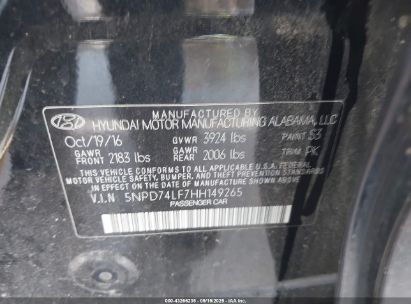 MANUFACTURED BY
HYUNDAI MOTOR MANUFACTURING ALABAMA, LLC
Oct/19/16 GVWR 3924 lbs PAINT S3
GAWR FRONT 2183 lbs GAWR REAR 2006 lbs TRIM PK
THIS VEHICLE CONFORMS TO ALL APPLICABLE U.S. FEDERAL
MOTOR VEHICLE SAFETY, BUMPER, AND THEFT PREVENTION
STANDARDS IN EFFECT ON THE DATE OF MANUFACTURE SHOWN ABOVE.
V.I.N 5NPD74LF7HH149265
PASSENGER CAR